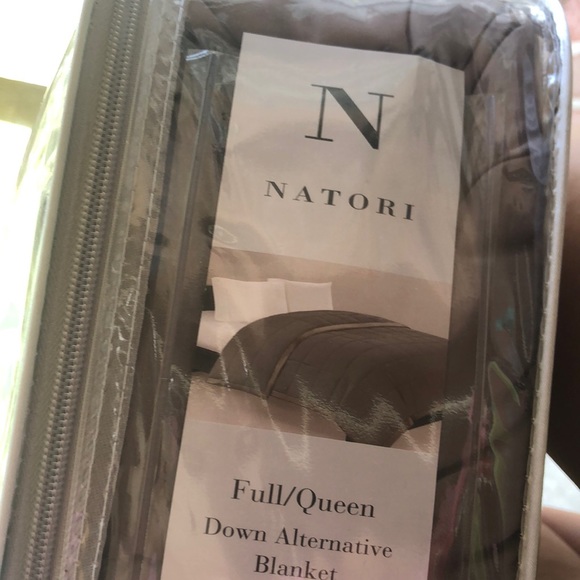 N
NATORI
Full/Queen
Down Alternative
Blanket